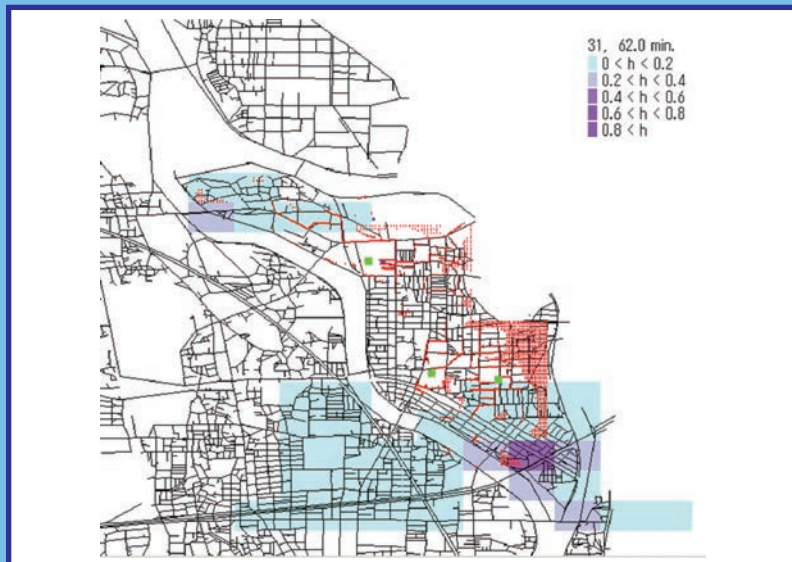 31, 62.0 min.
0 < h < 0.2
0.2 < h < 0.4
0.4 < h < 0.6
0.6 < h < 0.8
0.8 < h